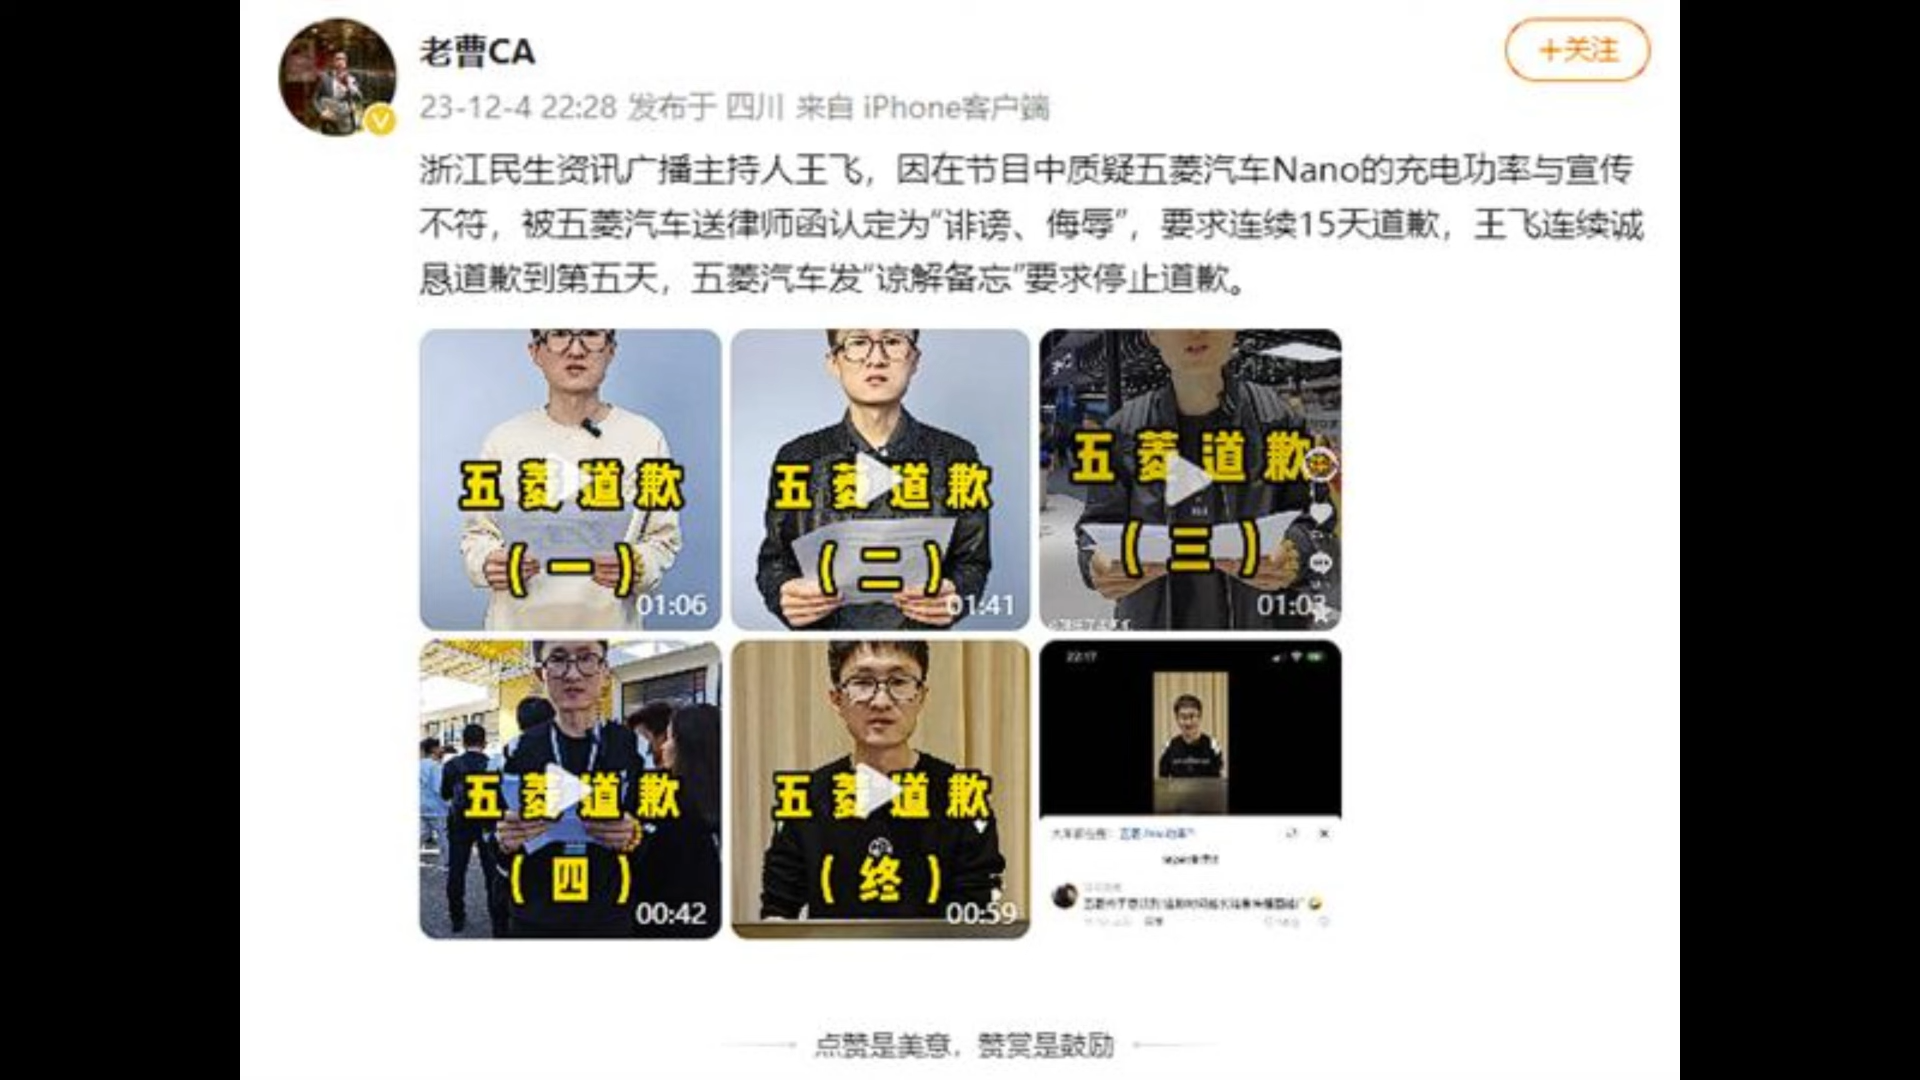 老曹CA
+关注
23-12-4 22:28 发布于 四川 来自 iPhone客户端
浙江民生资讯广播主持人王飞，因在节目中质疑五菱汽车Nano的充电功率与宣传
不符，被五菱汽车送律师函认定为“诽谤、侮辱”，要求连续15天道歉，王飞连续诚
恳道歉到第五天，五菱汽车发“谅解备忘”要求停止道歉。
五菱道歉
（一）
01:06
五菱道歉
（二）
01:41
五菱道歉
（三）
01:03
五菱道歉
（四）
00:42
五菱道歉
（终）
00:59
22:17
点赞是美意，赞赏是鼓励